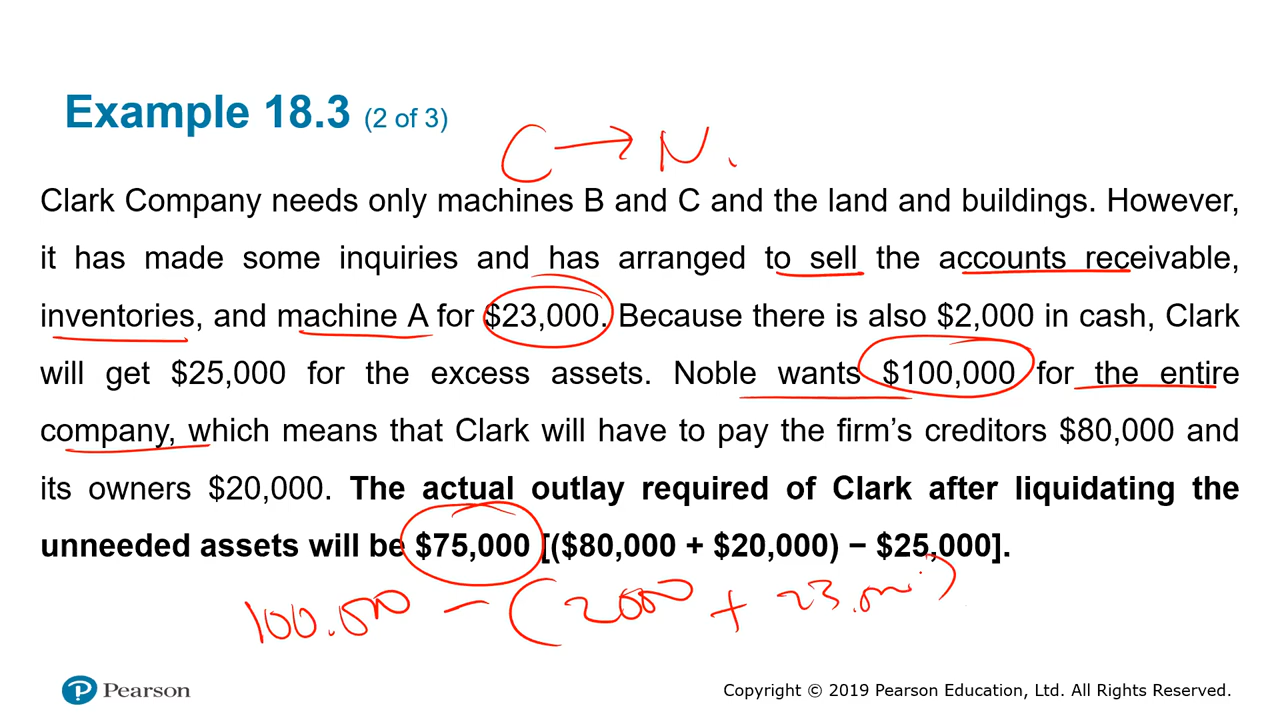 Example 18.3 (2 of 3)
C → N.
Clark Company needs only machines B and C and the land and buildings. However,
it has made some inquiries and has arranged to sell the accounts receivable,
inventories, and machine A for $23,000. Because there is also $2,000 in cash, Clark
will get $25,000 for the excess assets. Noble wants $100,000 for the entire
company, which means that Clark will have to pay the firm’s creditors $80,000 and
its owners $20,000. The actual outlay required of Clark after liquidating the
unneeded assets will be $75,000 [($80,000 + $20,000) − $25,000].
100.000 − (2000 + 23.000)
Pearson
Copyright © 2019 Pearson Education, Ltd. All Rights Reserved.